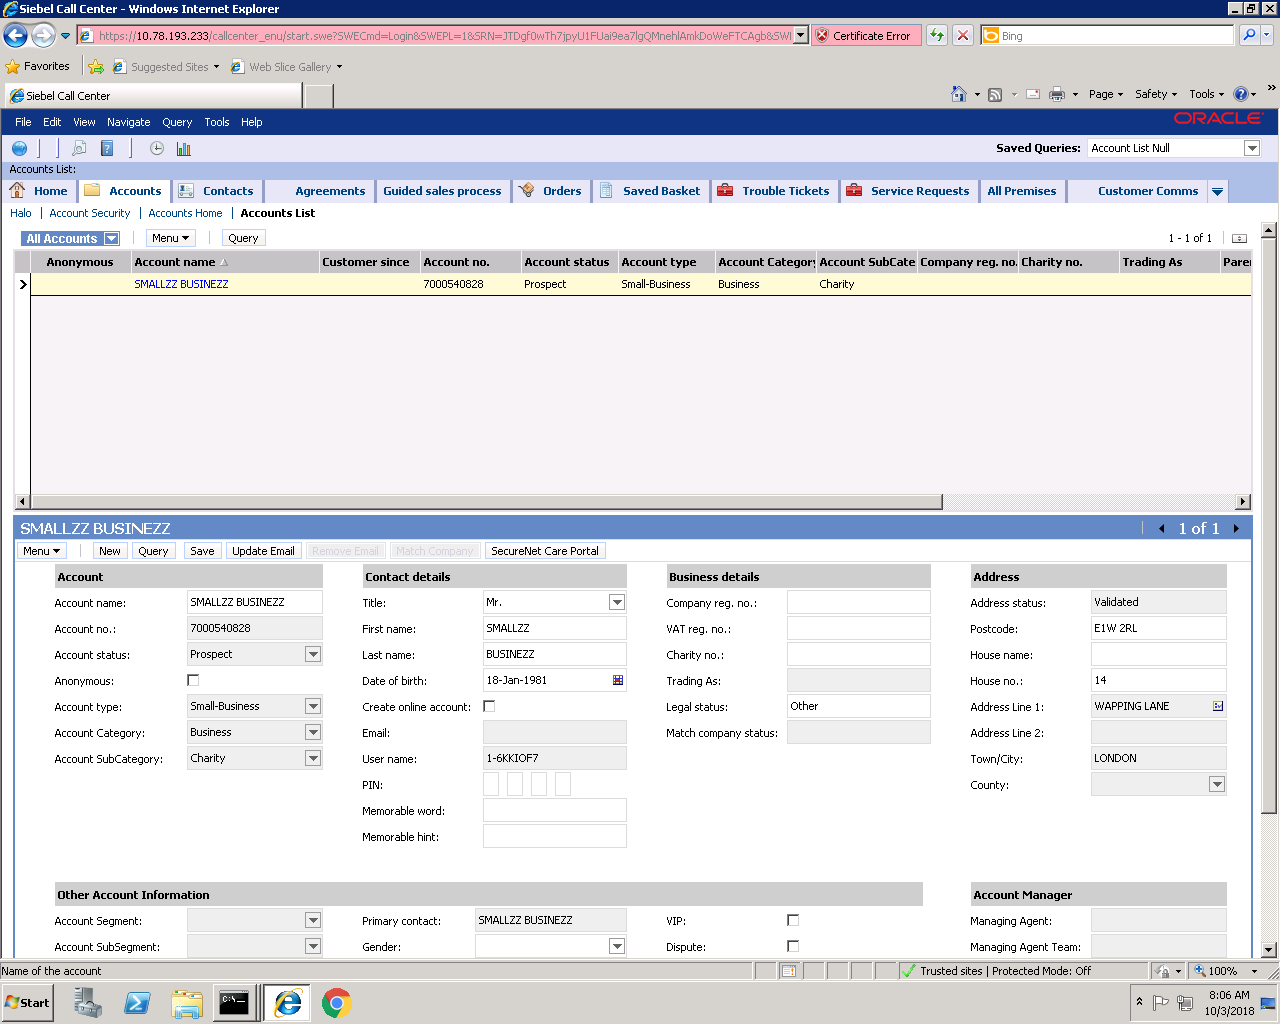 Siebel Call Center - Windows Internet Explorer
https://10.78.193.233/callcenter_enu/start.swe?SWECmd=Login&SWEPL=1&SRN= Certificate Error Bing
Favorites Suggested Sites Web Slice Gallery
Siebel Call Center Page Safety Tools »
File Edit View Navigate Query Tools Help ORACLE
Saved Queries: Account List Null
Accounts List:
Home Accounts Contacts Agreements Guided sales process Orders Saved Basket Trouble Tickets Service Requests All Premises Customer Comms
Halo | Account Security | Accounts Home | Accounts List
All Accounts Menu Query 1 - 1 of 1
Anonymous Account name Customer since Account no. Account status Account type Account Category Account SubCate Company reg. no. Charity no. Trading As Pare
SMALLZZ BUSINEZZ 7000540828 Prospect Small-Business Business Charity
SMALLZZ BUSINEZZ 1 of 1
Menu New Query Save Update Email Remove Email Match Company SecureNet Care Portal
Account Contact details Business details Address
Account name: SMALLZZ BUSINEZZ Title: Mr. Company reg. no.: Address status: Validated
Account no.: 7000540828 First name: SMALLZZ VAT reg. no.: Postcode: E1W 2RL
Account status: Prospect Last name: BUSINEZZ Charity no.: House name:
Anonymous: Date of birth: 18-Jan-1981 Trading As: House no.: 14
Account type: Small-Business Create online account: Legal status: Other Address Line 1: WAPPING LANE
Account Category: Business Email: Match company status: Address Line 2:
Account SubCategory: Charity User name: 1-6KKIOF7 Town/City: LONDON
PIN: County:
Memorable word:
Memorable hint:
Other Account Information Account Manager
Account Segment: Primary contact: SMALLZZ BUSINEZZ VIP: Managing Agent:
Account SubSegment: Gender: Dispute: Managing Agent Team:
Name of the account Trusted sites | Protected Mode: Off 100%
Start 8:06 AM
10/3/2018